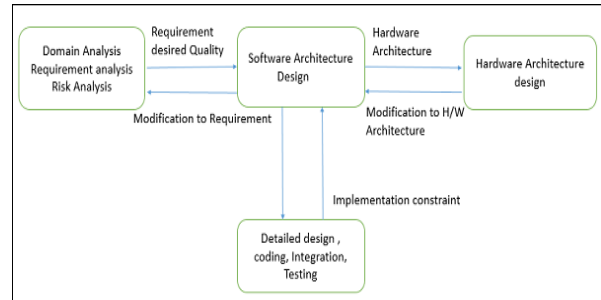 Domain Analysis
Requirement analysis
Risk Analysis
Requirement
desired Quality
Software Architecture
Design
Hardware
Architecture
Hardware Architecture
design
Modification to Requirement
Modification to H/W
Architecture
Implementation constraint
Detailed design ,
coding, Integration,
Testing